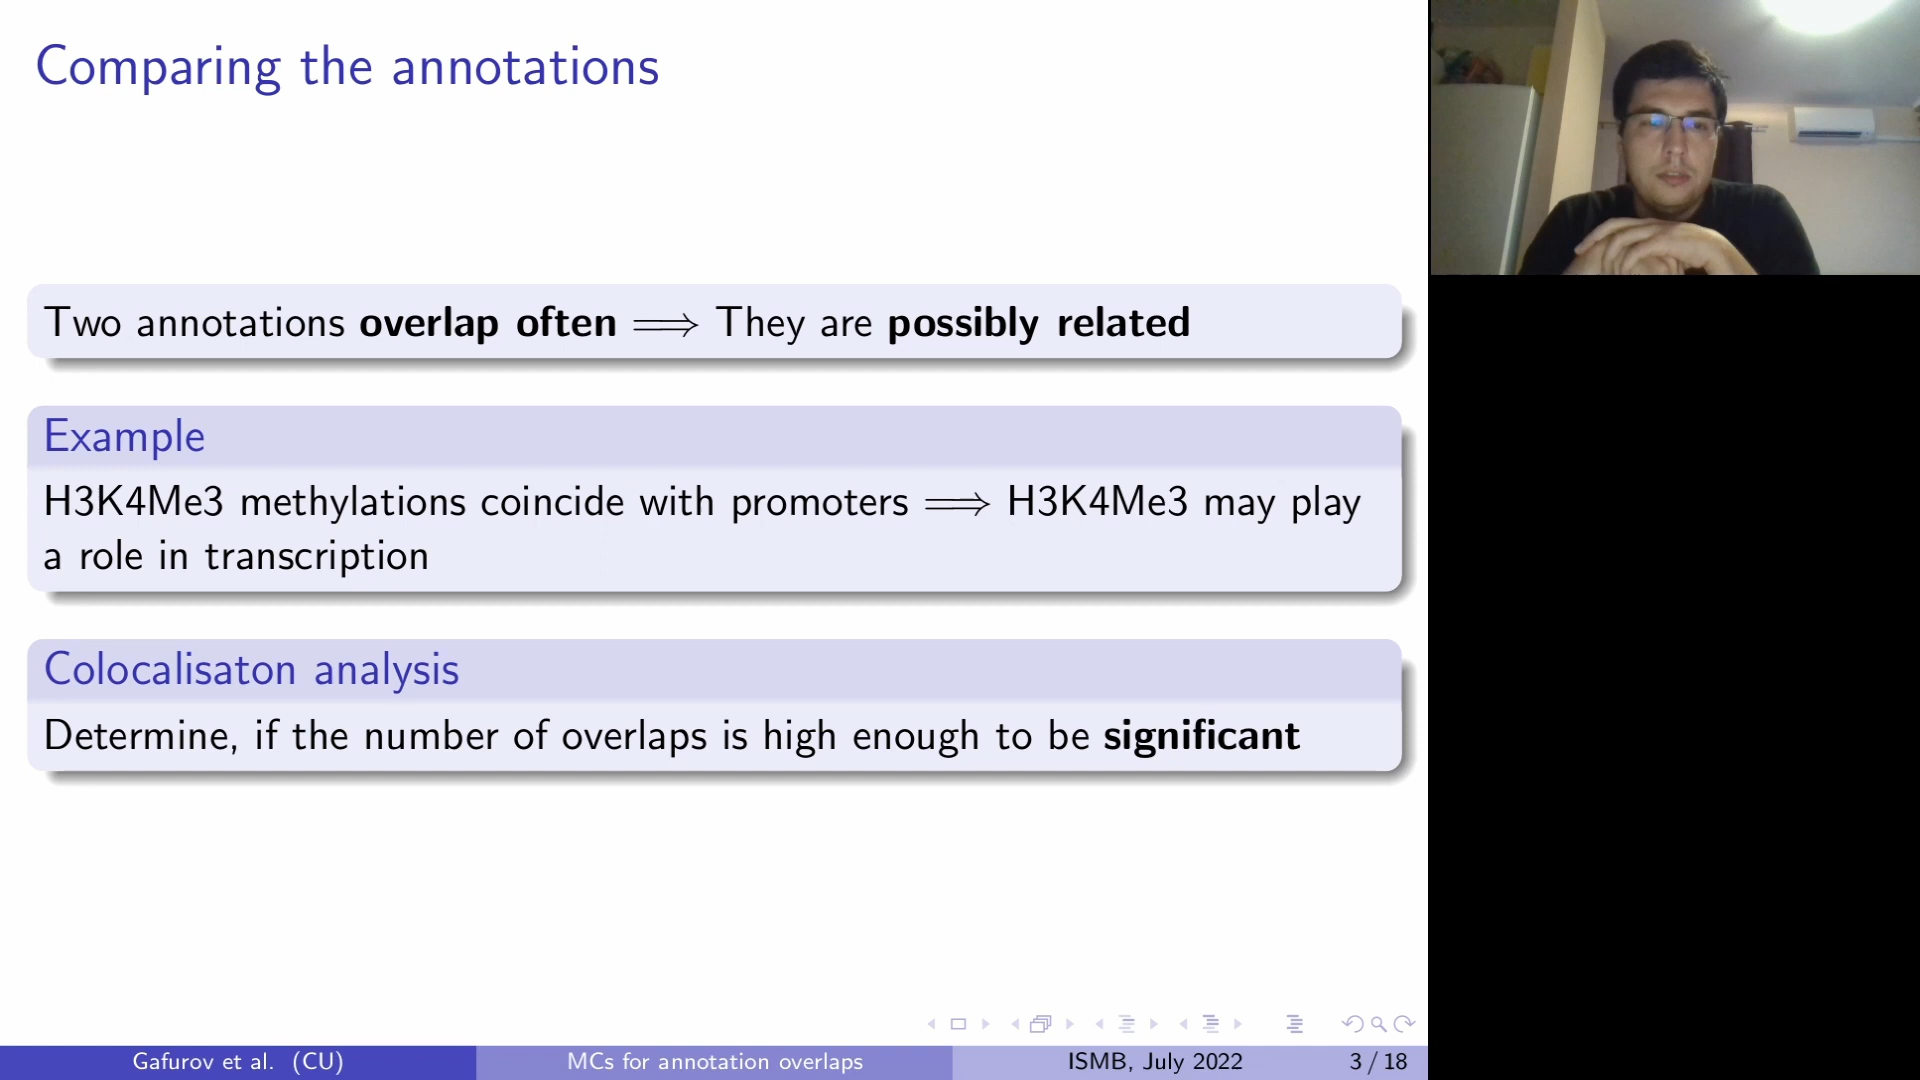 Comparing the annotations
Two annotations overlap often ⟹ They are possibly related
Example
H3K4Me3 methylations coincide with promoters ⟹ H3K4Me3 may play
a role in transcription
Colocalisaton analysis
Determine, if the number of overlaps is high enough to be significant
Gafurov et al. (CU) MCs for annotation overlaps ISMB, July 2022 3 / 18